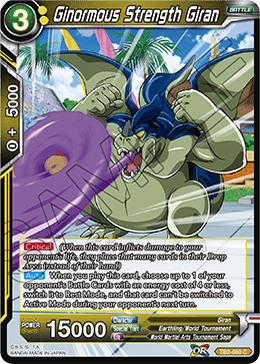 BATTLE
3
Ginormous Strength Giran
0 + 5000
Critical (When this card inflicts damage to your
opponent's life, they place that many cards in their Drop
Area instead of their hand)
Auto When you play this card, choose up to 1 of your
opponent's Battle Cards with an energy cost of 4 or less,
switch it to Rest Mode, and that card can't be switched to
Active Mode during your opponent's next turn.
POWER
15000
Character Giran
Special Trait Earthling/World Tournament
Era World Martial Arts Tournament Saga
BANDAI MADE IN JAPAN
TB2-060 C